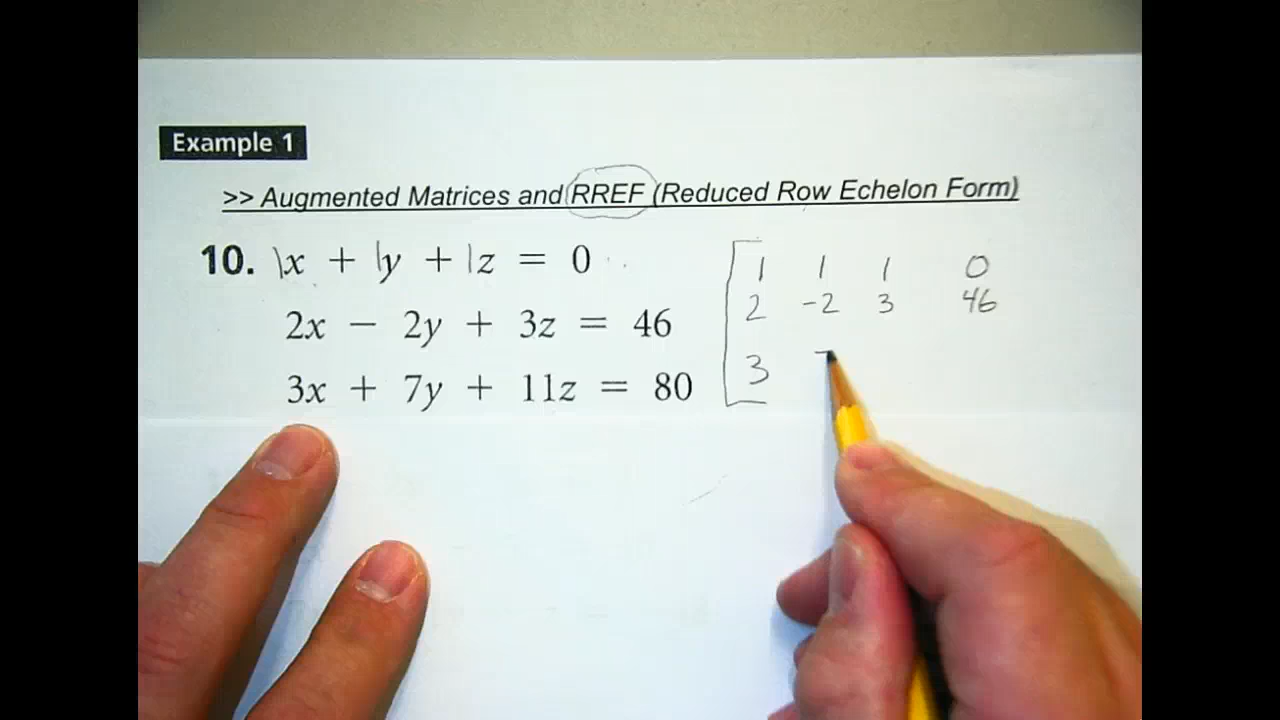 Example 1
>> Augmented Matrices and RREF (Reduced Row Echelon Form)
10. 1x + 1y + 1z = 0
2x − 2y + 3z = 46
3x + 7y + 11z = 80
1 1 1 0
2 -2 3 46
3